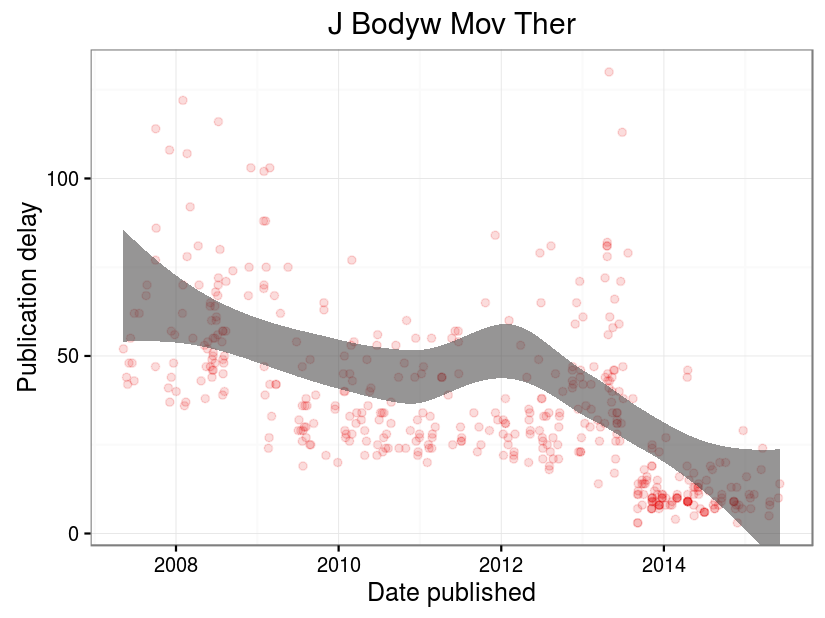 J Bodyw Mov Ther
Publication delay
100
50
0
2008 2010 2012 2014
Date published